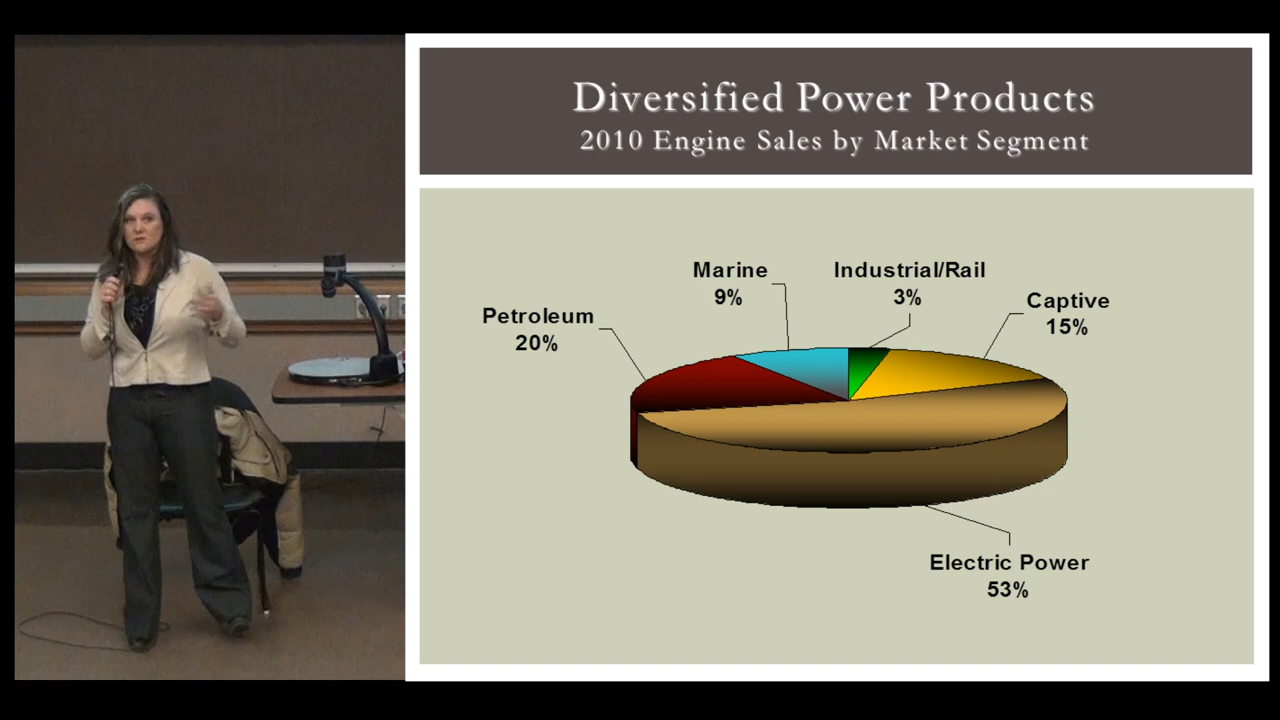 Diversified Power Products
2010 Engine Sales by Market Segment
Marine
9%
Industrial/Rail
3%
Captive
15%
Petroleum
20%
Electric Power
53%